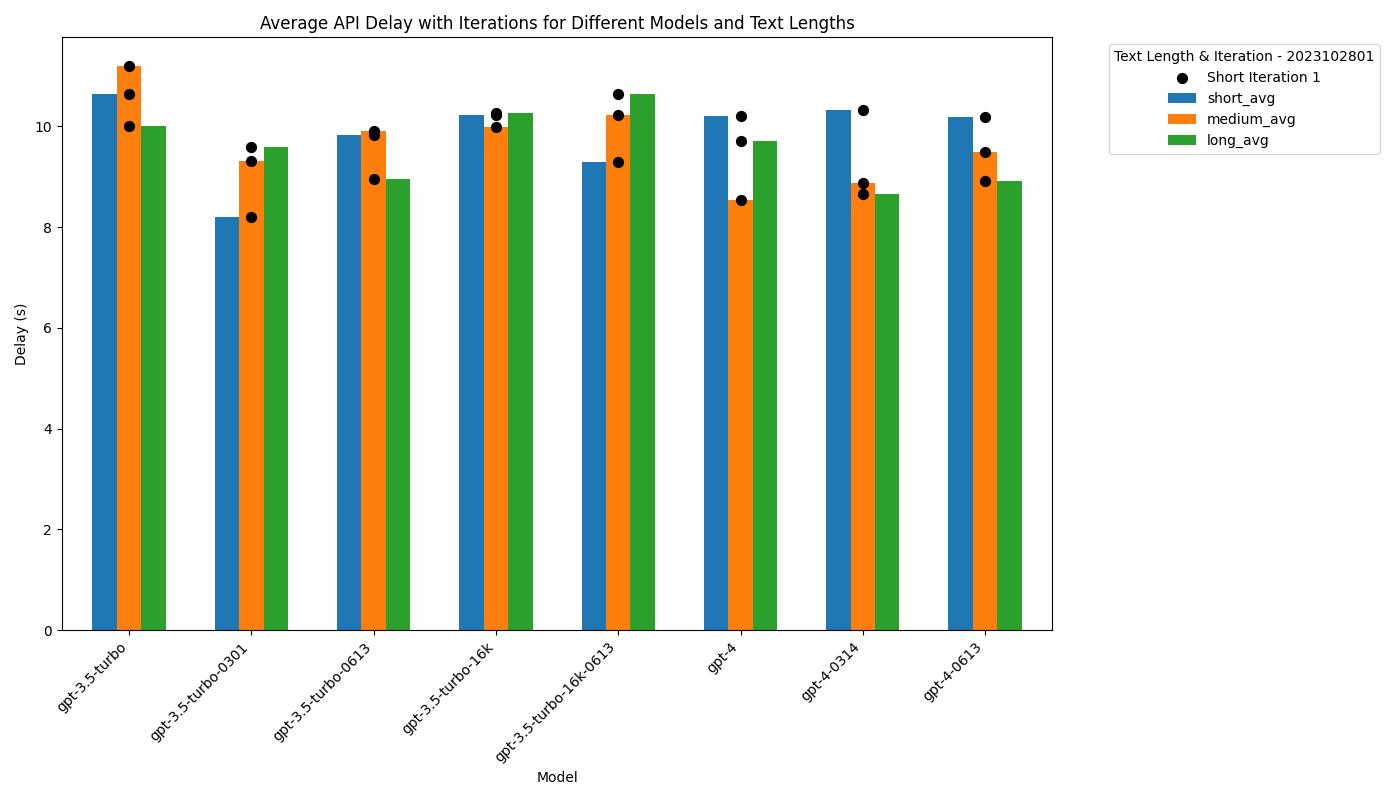 Average API Delay with Iterations for Different Models and Text Lengths
Text Length & Iteration - 2023102801
Short Iteration 1
short_avg
medium_avg
long_avg
Delay (s)
10
8
6
4
2
0
gpt-3.5-turbo
gpt-3.5-turbo-0301
gpt-3.5-turbo-0613
gpt-3.5-turbo-16k
gpt-3.5-turbo-16k-0613
gpt-4
gpt-4-0314
gpt-4-0613
Model